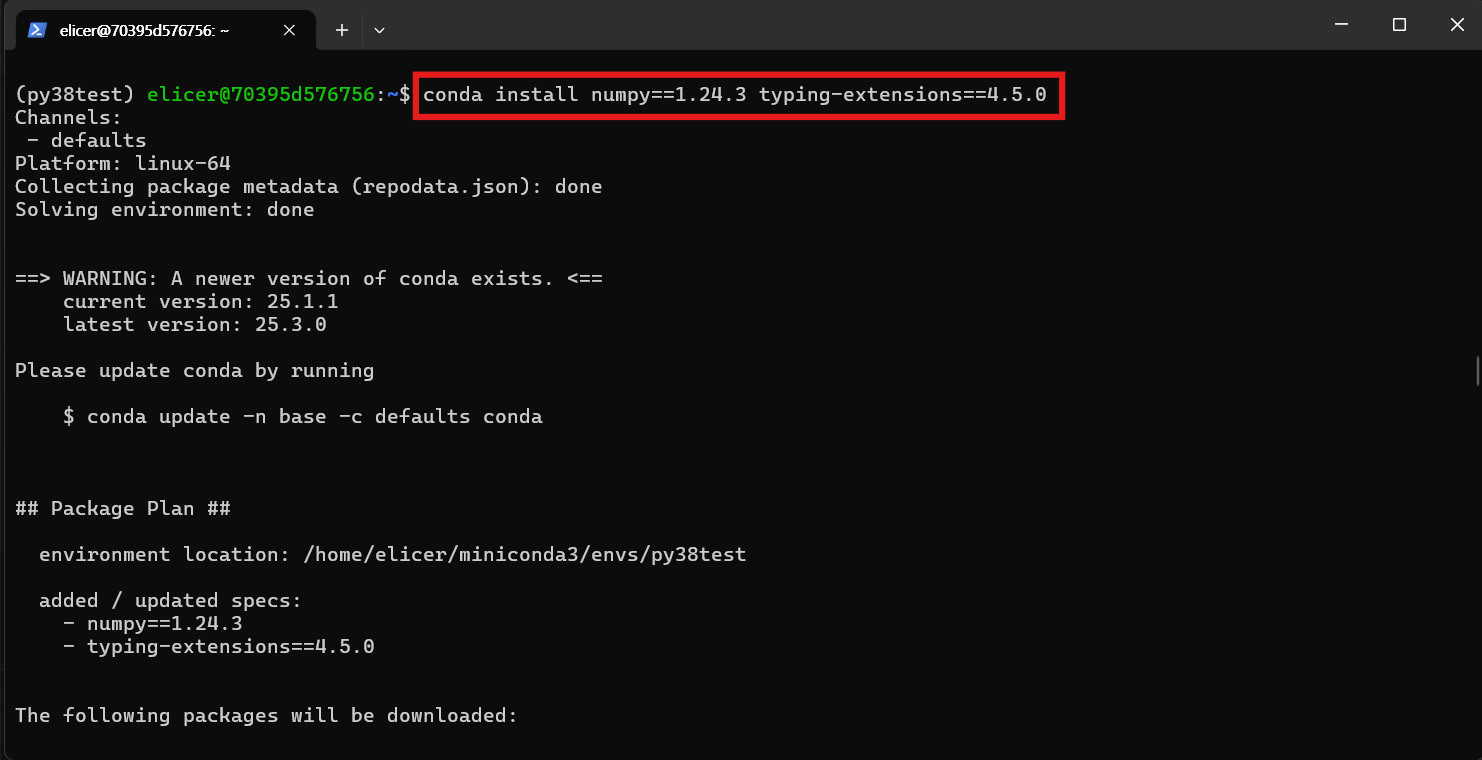 elicer@70395d576756: ~
(py38test) elicer@70395d576756:~$ conda install numpy==1.24.3 typing-extensions==4.5.0
Channels:
 - defaults
Platform: linux-64
Collecting package metadata (repodata.json): done
Solving environment: done
==> WARNING: A newer version of conda exists. <==
    current version: 25.1.1
    latest version: 25.3.0
Please update conda by running
    $ conda update -n base -c defaults conda
## Package Plan ##
  environment location: /home/elicer/miniconda3/envs/py38test
  added / updated specs:
    - numpy==1.24.3
    - typing-extensions==4.5.0
The following packages will be downloaded: